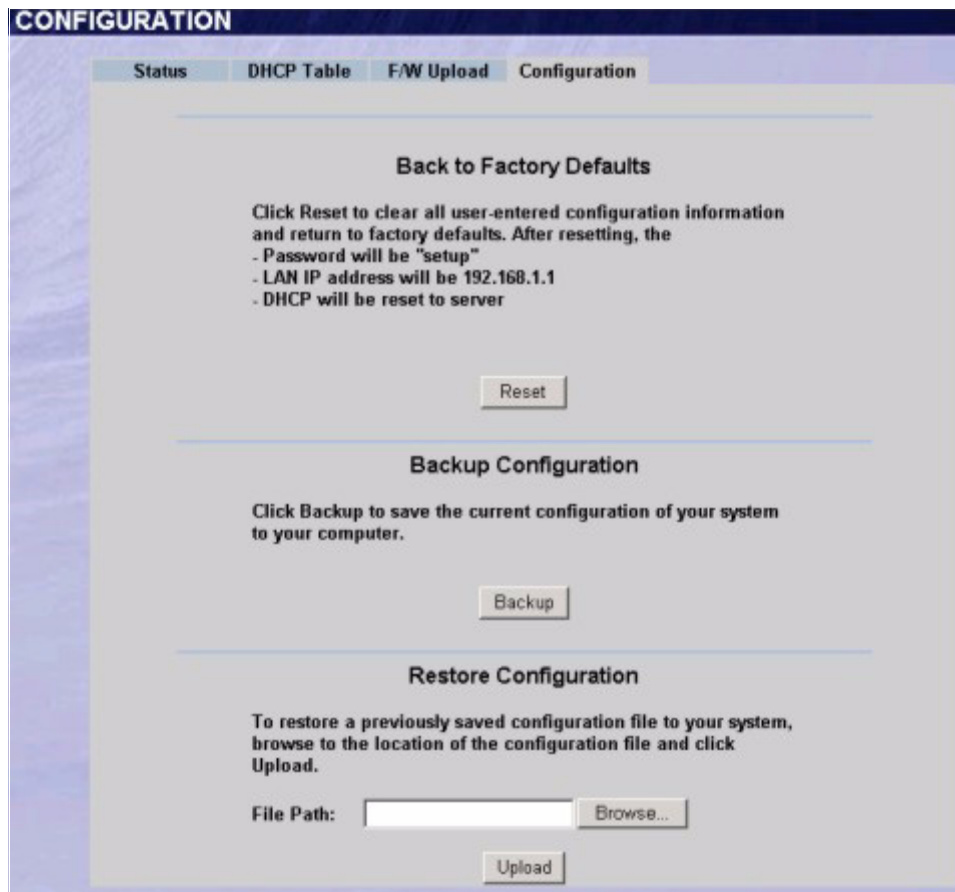 CONFIGURATION
Status DHCP Table F/W Upload Configuration
Back to Factory Defaults
Click Reset to clear all user-entered configuration information
and return to factory defaults. After resetting, the
- Password will be "setup"
- LAN IP address will be 192.168.1.1
- DHCP will be reset to server
Reset
Backup Configuration
Click Backup to save the current configuration of your system
to your computer.
Backup
Restore Configuration
To restore a previously saved configuration file to your system,
browse to the location of the configuration file and click
Upload.
File Path: Browse...
Upload